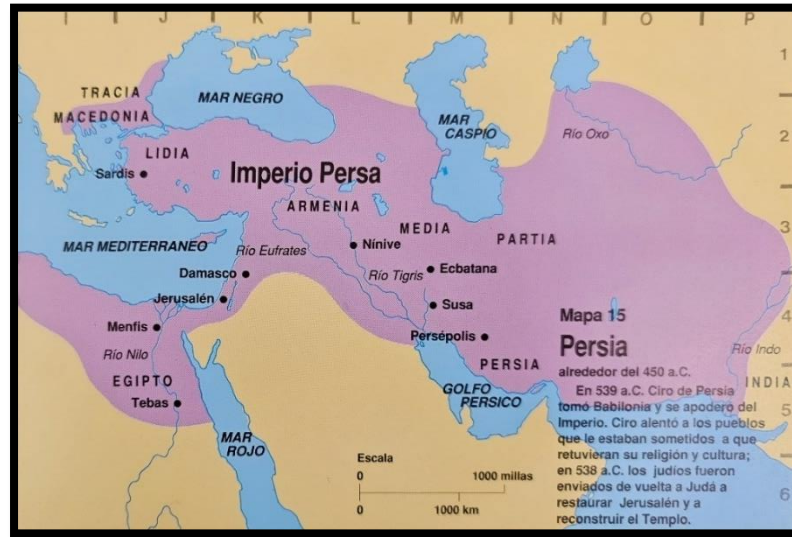 I J K L M N O P
1
TRACIA
MAR NEGRO
MACEDONIA
MAR
CASPIO
Río Oxo
2
LIDIA
Sardis
Imperio Persa
ARMENIA
MEDIA
PARTIA
3
MAR MEDITERRANEO
Río Eufrates
Nínive
Damasco
Río Tigris
Ecbatana
Jerusalén
Susa
4
Menfis
Persépolis
Río Nilo
PERSIA
Río Indo
EGIPTO
GOLFO
PERSICO
INDIA
Tebas
5
MAR
ROJO
6
Mapa 15
Persia
alrededor del 450 a.C.
En 539 a.C. Ciro de Persia
tomó Babilonia y se apoderó del
Imperio. Ciro alentó a los pueblos
que le estaban sometidos a que
retuvieran su religión y cultura;
en 538 a.C. los judíos fueron
enviados de vuelta a Judá a
restaurar Jerusalén y a
reconstruir el Templo.
Escala
0 1000 millas
0 1000 km